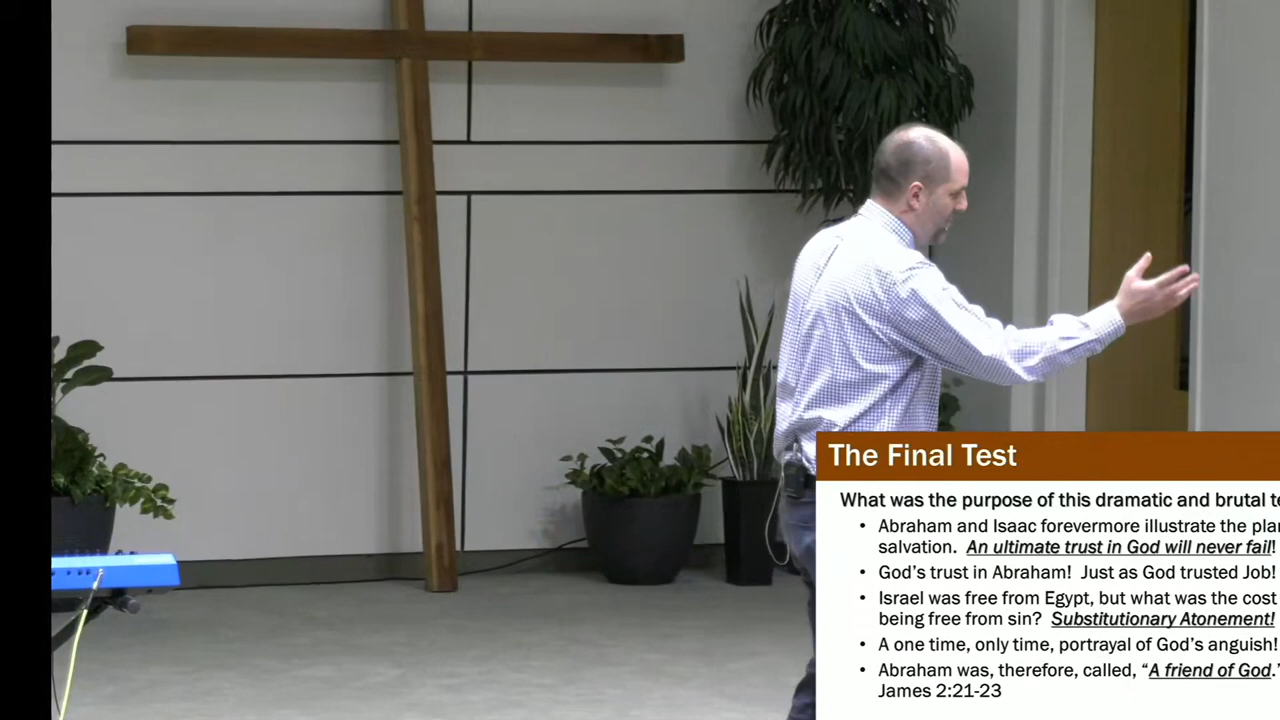 The Final Test
What was the purpose of this dramatic and brutal
• Abraham and Isaac forevermore illustrate the
salvation. An ultimate trust in God will never fail!
• God's trust in Abraham! Just as God trusted Job!
• Israel was free from Egypt, but what was the cost
being free from sin? Substitutionary Atonement!
• A one time, only time, portrayal of God's anguish!
• Abraham was, therefore, called, "A friend of God."
James 2:21-23